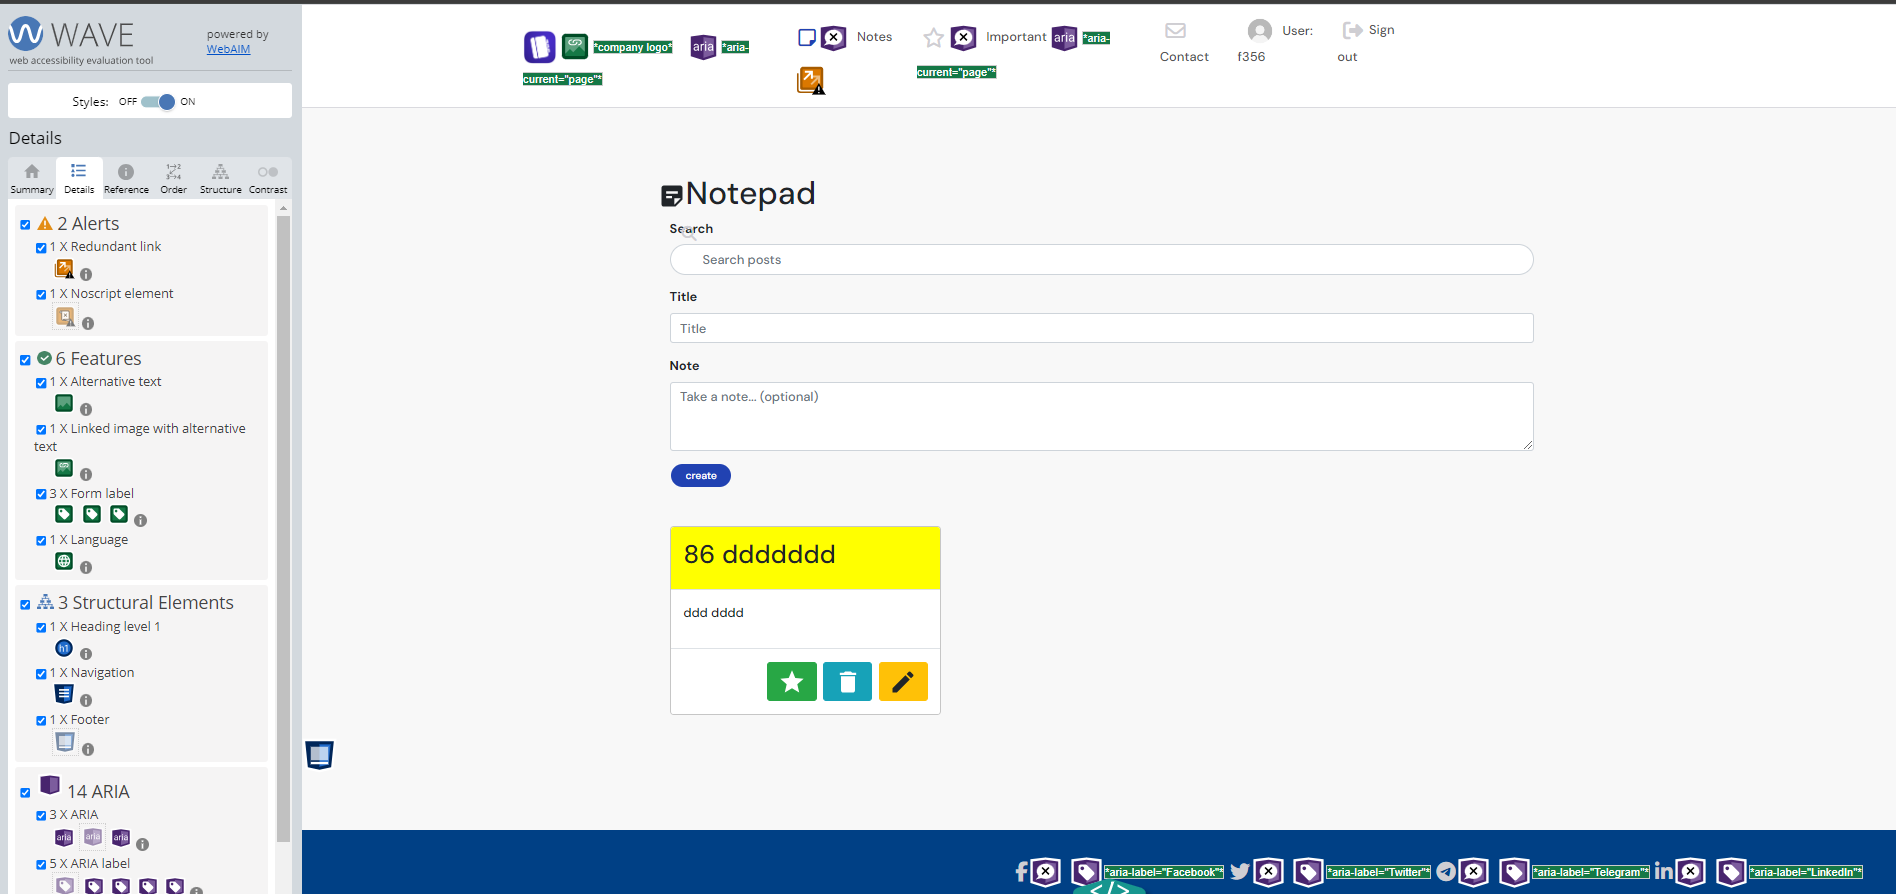 WAVE
powered by
WebAIM
web accessibility evaluation tool
Styles: OFF ON
Details
Summary Details Reference Order Structure Contrast
2 Alerts
1 X Redundant link
1 X Noscript element
6 Features
1 X Alternative text
1 X Linked image with alternative
text
3 X Form label
1 X Language
3 Structural Elements
1 X Heading level 1
h1
1 X Navigation
1 X Footer
14 ARIA
3 X ARIA
aria aria aria
5 X ARIA label
*company logo* aria *aria-
current="page"*
Notes
Important aria *aria-
current="page"*
Contact
User:
f356
Sign
out
Notepad
Search
Search posts
Title
Title
Note
Take a note... (optional)
create
86 ddddddd
ddd dddd
*aria-label="Facebook"* *aria-label="Twitter"* *aria-label="Telegram"* *aria-label="LinkedIn"*